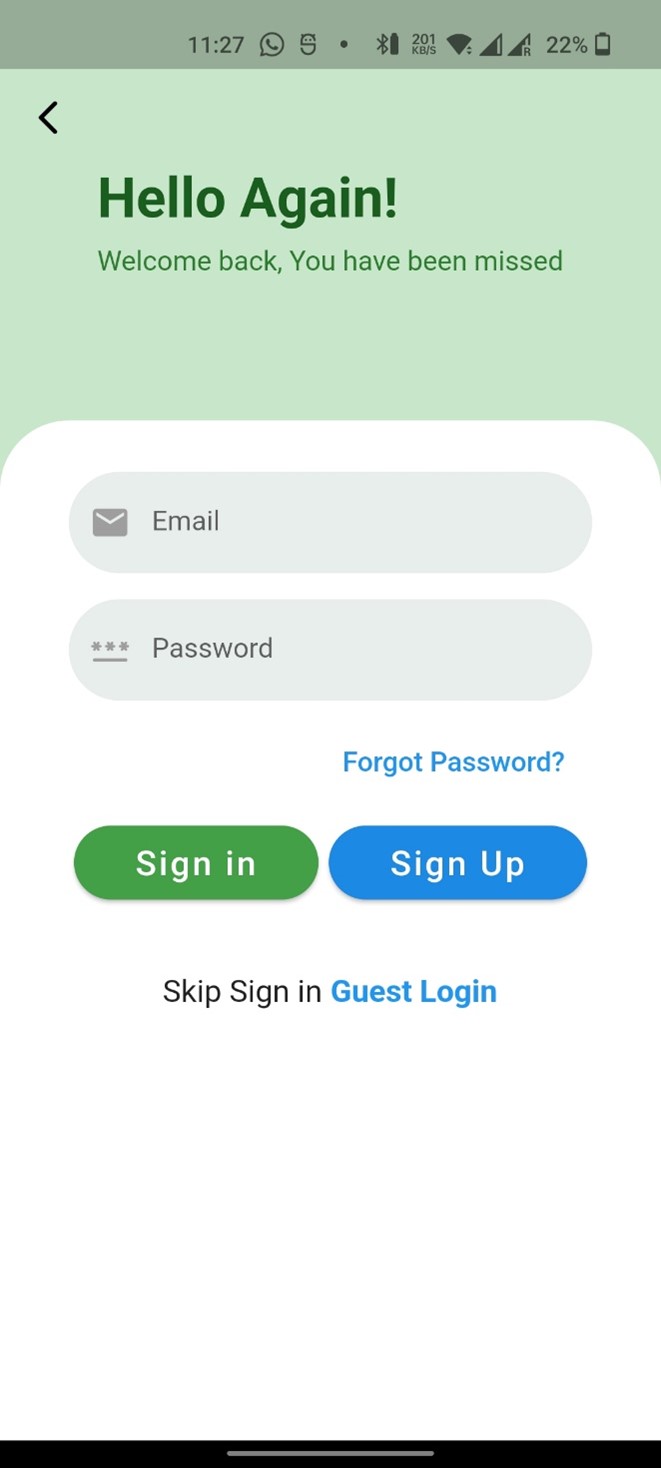 11:27 201 KB/S R 22%
Hello Again!
Welcome back, You have been missed
Email
*** Password
Forgot Password?
Sign in Sign Up
Skip Sign in Guest Login